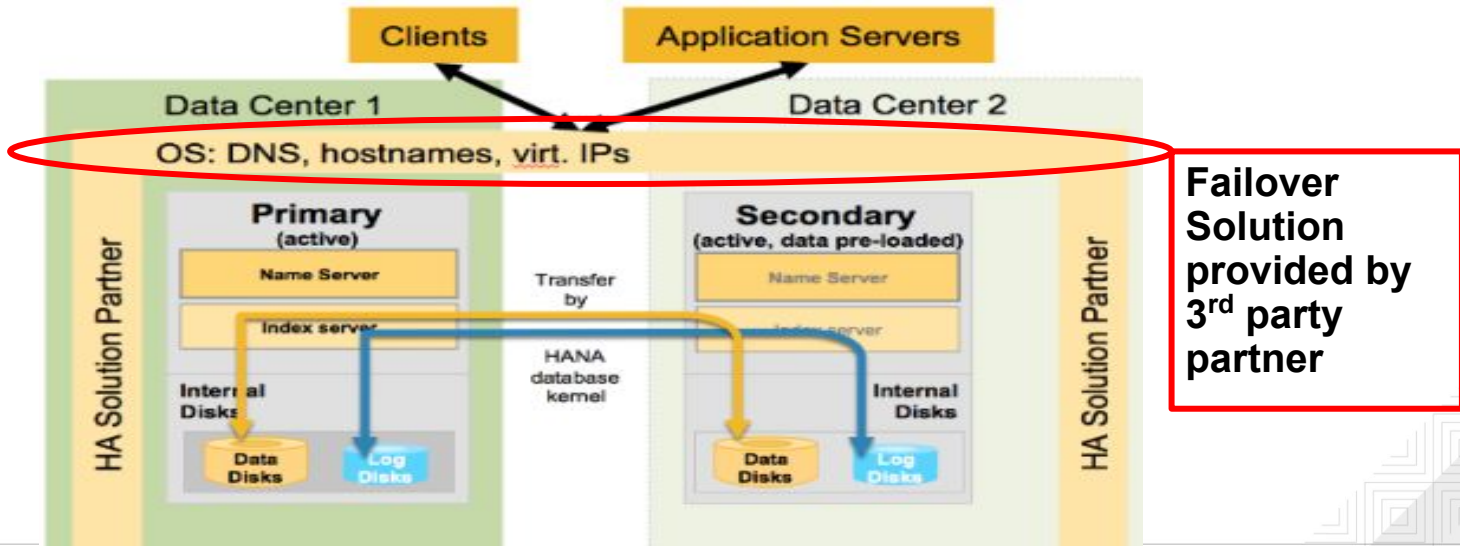 Clients
Application Servers
Data Center 1
Data Center 2
OS: DNS, hostnames, virt. IPs
HA Solution Partner
Primary
(active)
Name Server
Index server
Internal
Disks
Data
Disks
Log
Disks
Transfer
by
HANA
database
kernel
Secondary
(active, data pre-loaded)
Name Server
Index server
Internal
Disks
Data
Disks
Log
Disks
HA Solution Partner
Failover
Solution
provided by
3rd party
partner